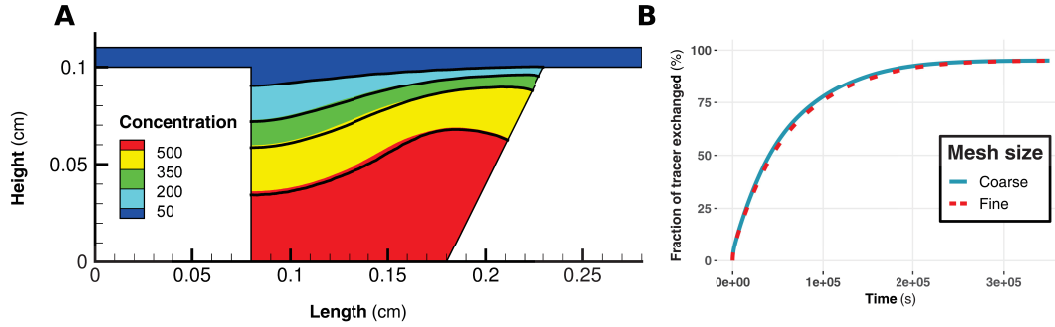 A
0.1
0.05
0
Height (cm)
Concentration
500
350
200
50
0
0.05
0.1
0.15
0.2
0.25
Length (cm)
B
100
75
50
25
0
Fraction of tracer exchanged (%)
Mesh size
Coarse
Fine
0e+00
1e+05
2e+05
3e+05
Time (s)